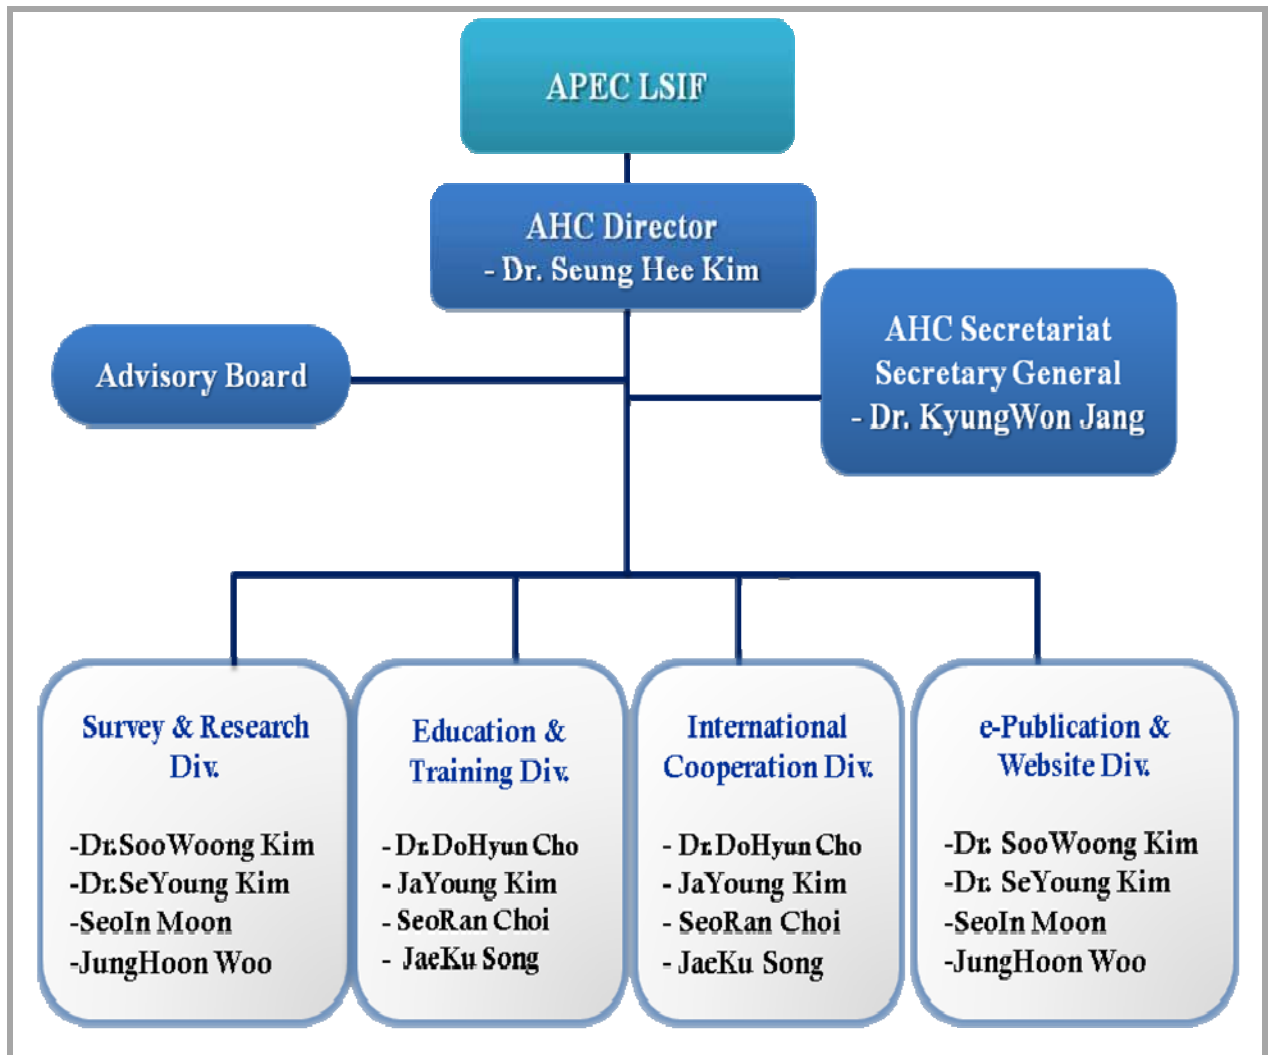 APEC LSIF
AHC Director
- Dr. Seung Hee Kim
AHC Secretariat
Secretary General
- Dr. KyungWon Jang
Advisory Board
Survey & Research
Div.
-Dr.SooWoong Kim
-Dr.SeYoung Kim
-SeoIn Moon
-JungHoon Woo
Education &
Training Div.
- Dr.DoHyun Cho
- JaYoung Kim
- SeoRan Choi
- JaeKu Song
International
Cooperation Div.
- Dr.DoHyun Cho
- JaYoung Kim
- SeoRan Choi
- JaeKu Song
e-Publication &
Website Div.
-Dr. SooWoong Kim
-Dr. SeYoung Kim
-SeoIn Moon
-JungHoon Woo